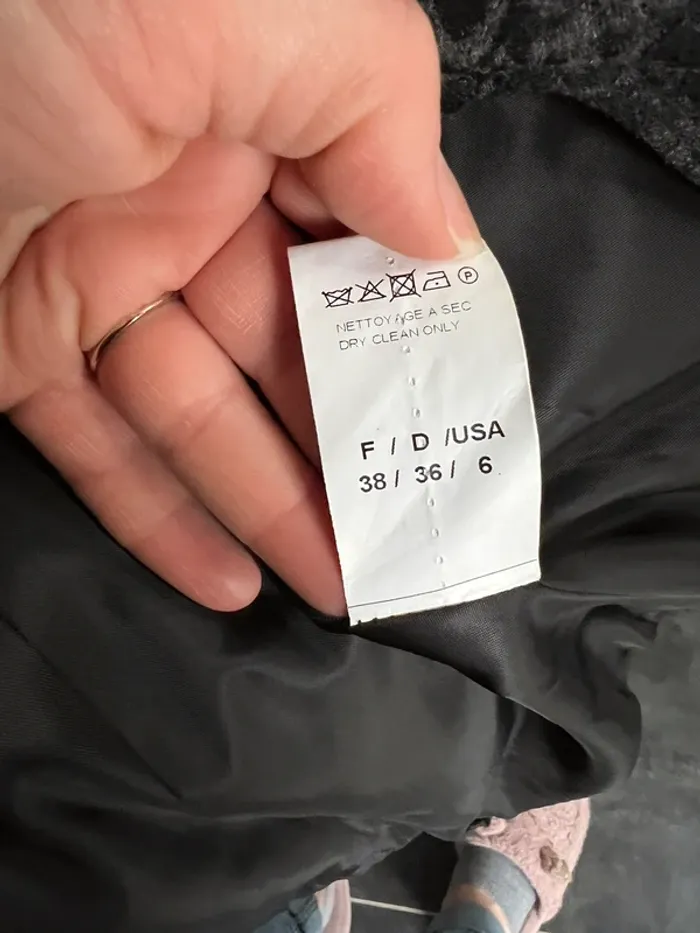 P
NETTOYAGE A SEC
DRY CLEAN ONLY
F / D /USA
38/ 36/ 6